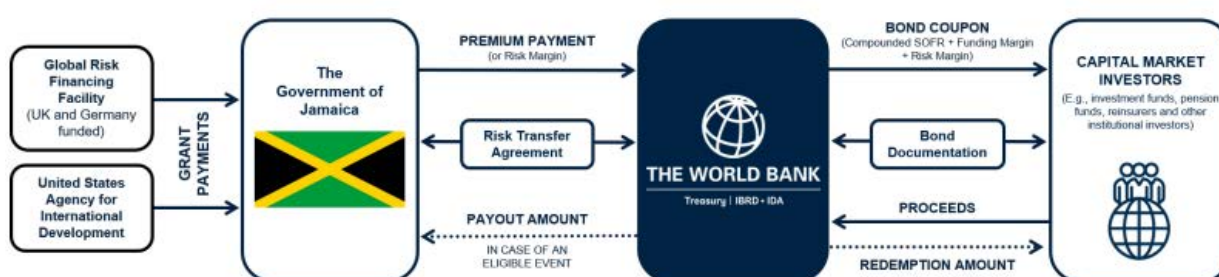 Global Risk
Financing
Facility
(UK and Germany
funded)
United States
Agency for
International
Development
GRANT
PAYMENTS
The
Government of
Jamaica
PREMIUM PAYMENT
(or Risk Margin)
Risk Transfer
Agreement
PAYOUT AMOUNT
IN CASE OF AN
ELIGIBLE EVENT
THE WORLD BANK
Treasury | IBRD • IDA
BOND COUPON
(Compounded SOFR + Funding Margin
+ Risk Margin)
Bond
Documentation
PROCEEDS
REDEMPTION AMOUNT
CAPITAL MARKET
INVESTORS
(E.g., investment funds, pension
funds, reinsurers and other
institutional investors)